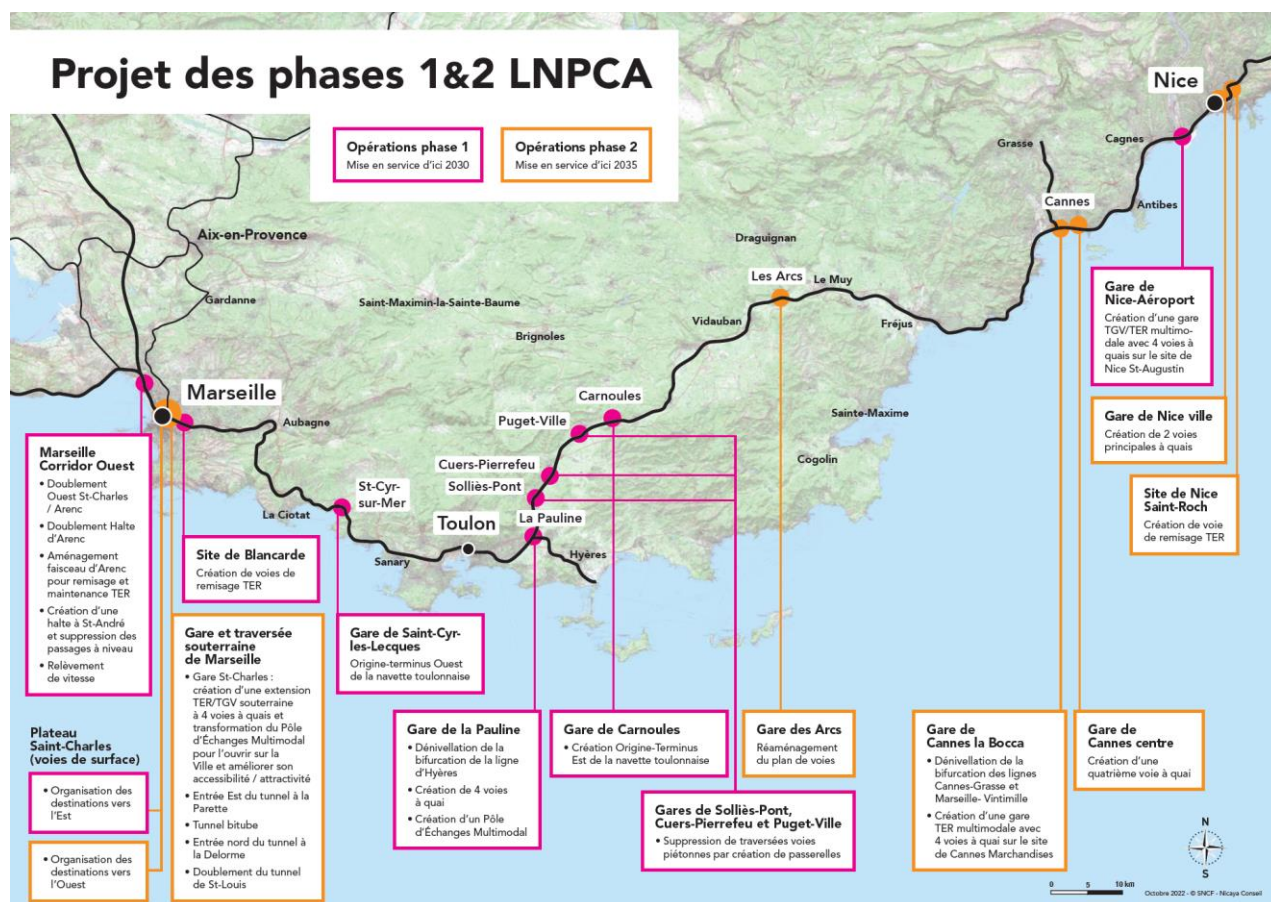 Projet des phases 1&2 LNPCA
Opérations phase 1
Mise en service d'ici 2030
Opérations phase 2
Mise en service d'ici 2035
Nice
Grasse
Cagnes
Cannes
Antibes
Aix-en-Provence
Gardanne
Saint-Maximin-la-Sainte-Baume
Brignoles
Draguignan
Les Arcs
Le Muy
Vidauban
Fréjus
Marseille
Aubagne
Carnoules
Puget-Ville
Sainte-Maxime
Cogolin
Cuers-Pierrefeu
Solliès-Pont
St-Cyr-
sur-Mer
La Ciotat
Toulon
La Pauline
Sanary
Hyères
Gare de
Nice-Aéroport
Création d'une gare
TGV/TER multimo-
dale avec 4 voies à
quais sur le site de
Nice St-Augustin
Gare de Nice ville
Création de 2 voies
principales à quais
Site de Nice
Saint-Roch
Création de voie
de remisage TER
Marseille
Corridor Ouest
• Doublement
Ouest St-Charles
/ Arenc
• Doublement Halte
d'Arenc
• Aménagement
faisceau d'Arenc
pour remisage et
maintenance TER
• Création d'une
halte à St-André
et suppression des
passages à niveau
• Relèvement
de vitesse
Site de Blancarde
Création de voies de
remisage TER
Plateau
Saint-Charles
(voies de surface)
• Organisation des
destinations vers
l'Est
• Organisation des
destinations vers
l'Ouest
Gare et traversée
souterraine
de Marseille
• Gare St-Charles :
création d'une extension
TER/TGV souterraine
à 4 voies à quais et
transformation du Pôle
d'Échanges Multimodal
pour l'ouvrir sur la
Ville et améliorer son
accessibilité / attractivité
• Entrée Est du tunnel à la
Parette
• Tunnel bitube
• Entrée nord du tunnel à
la Delorme
• Doublement du tunnel
de St-Louis
Gare de Saint-Cyr-
les-Lecques
Origine-terminus Ouest
de la navette toulonnaise
Gare de la Pauline
• Dénivellation de la
bifurcation de la ligne
d'Hyères
• Création de 4 voies
à quai
• Création d'un Pôle
d'Échanges Multimodal
Gare de Carnoules
• Création Origine-Terminus
Est de la navette toulonnaise
Gares de Solliès-Pont,
Cuers-Pierrefeu et Puget-Ville
• Suppression de traversées voies
piétonnes par création de passerelles
Gare des Arcs
Réaménagement
du plan de voies
Gare de
Cannes la Bocca
• Dénivellation de la
bifurcation des lignes
Cannes-Grasse et
Marseille- Vintimille
• Création d'une gare
TER multimodale avec
4 voies à quai sur le site
de Cannes Marchandises
Gare de
Cannes centre
Création d'une
quatrième voie à quai
N
S
0 5 10 km
Octobre 2022 - © SNCF - Nicaya Conseil